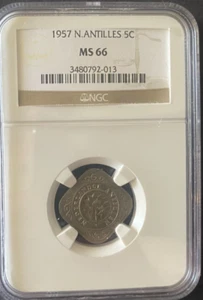 1957 N.ANTILLES 5C
MS 66
3480792-013
NGC